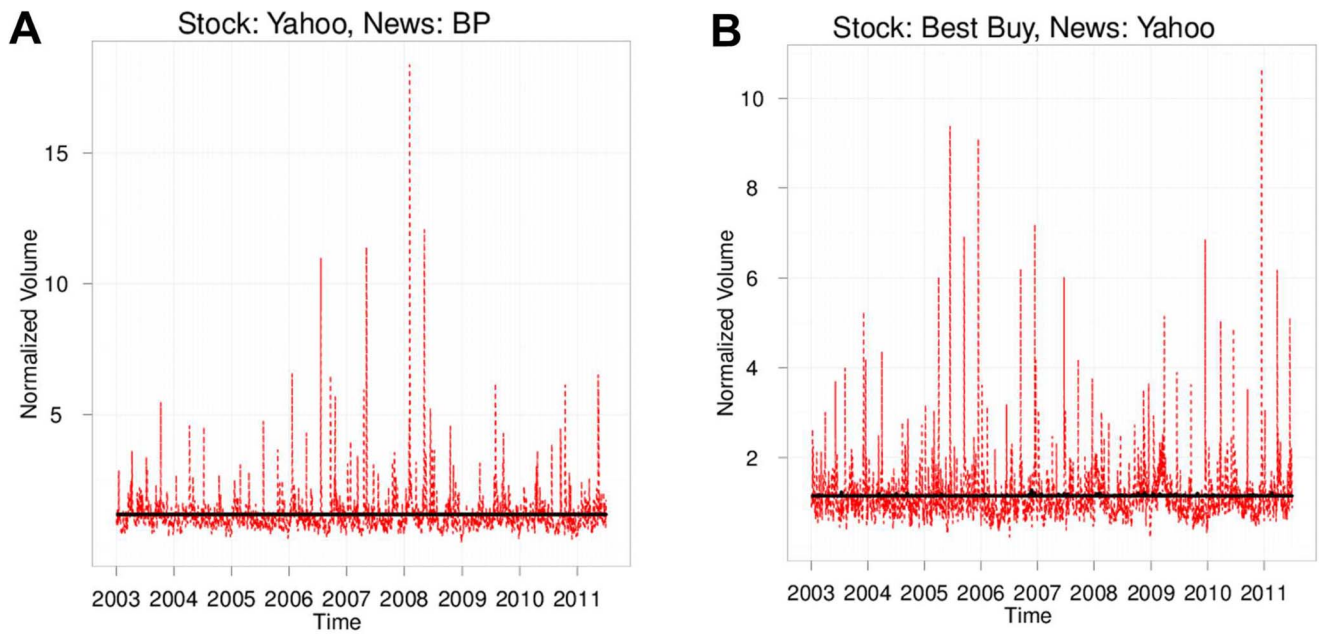 A
Stock: Yahoo, News: BP
Normalized Volume
15
10
5
2003 2004 2005 2006 2007 2008 2009 2010 2011
Time
B
Stock: Best Buy, News: Yahoo
Normalized Volume
10
8
6
4
2
2003 2004 2005 2006 2007 2008 2009 2010 2011
Time